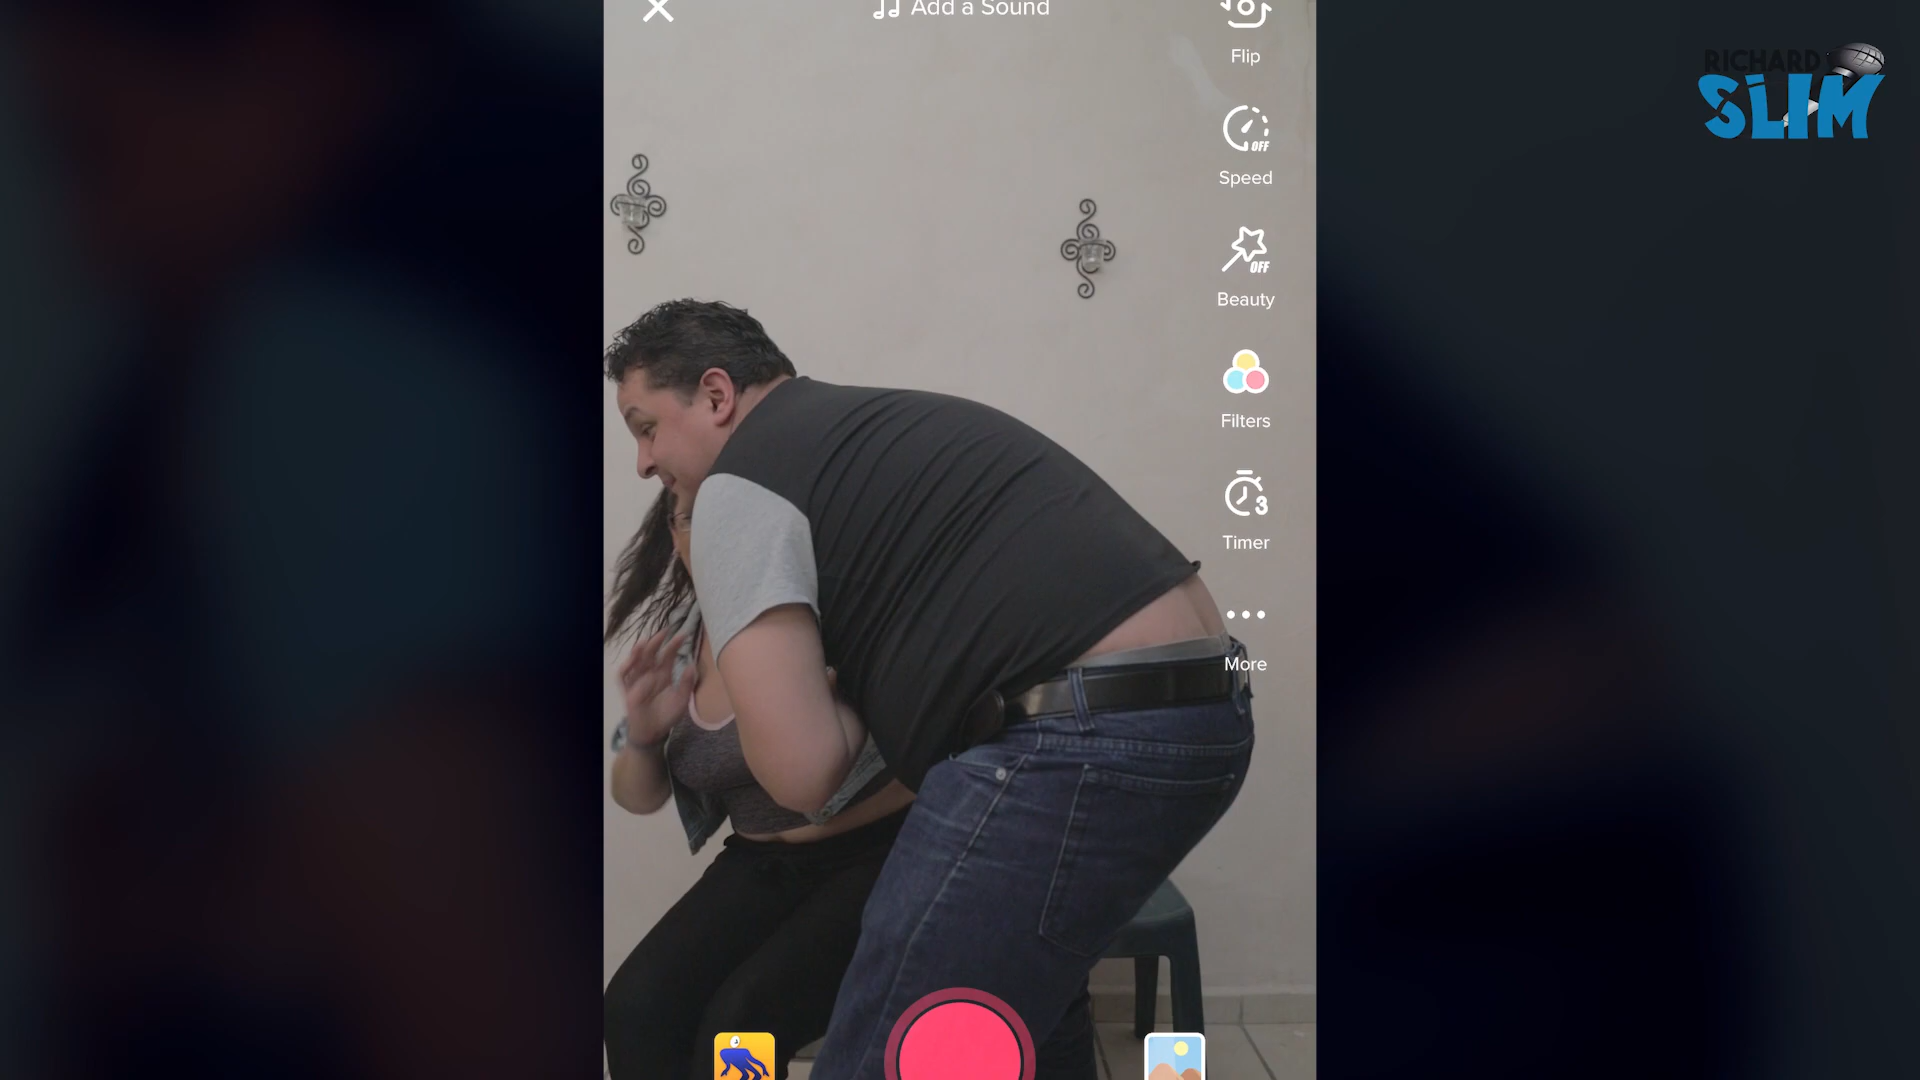 Add a Sound
Flip
OFF
Speed
OFF
Beauty
Filters
3
Timer
More
RICHARD
SLIM